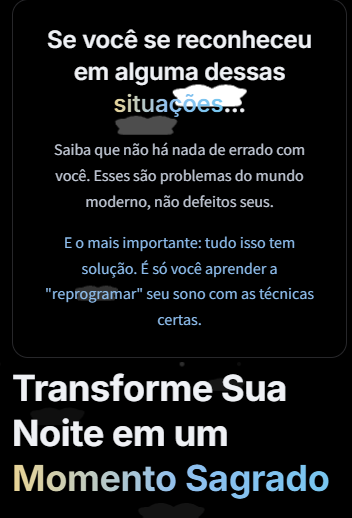 Se você se reconheceu
em alguma dessas
situações...
Saiba que não há nada de errado com
você. Esses são problemas do mundo
moderno, não defeitos seus.
E o mais importante: tudo isso tem
solução. É só você aprender a
"reprogramar" seu sono com as técnicas
certas.
Transforme Sua
Noite em um
Momento Sagrado